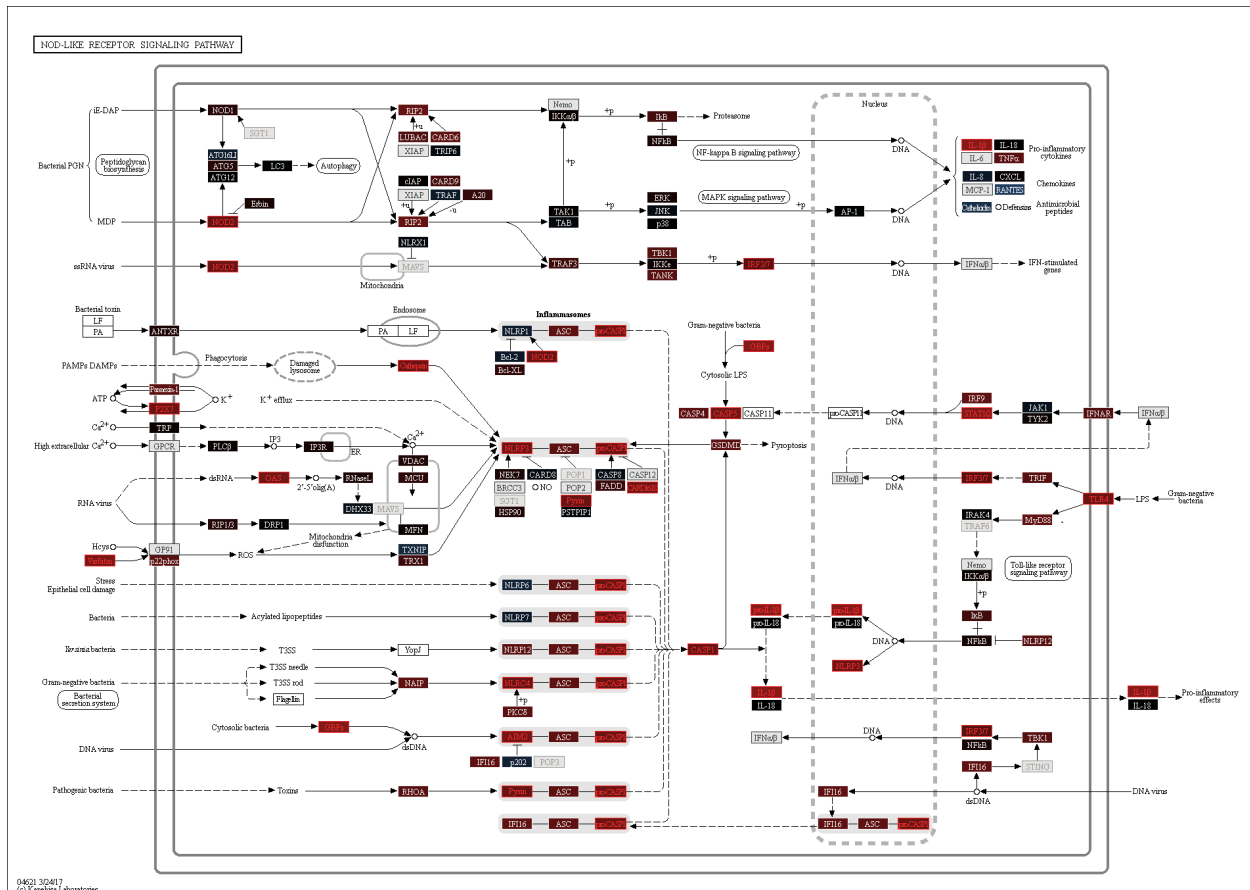 NOD-LIKE RECEPTOR SIGNALING PATHWAY
Nucleus
iE-DAP
NOD1
SGT1
RIP2
+u
LUBAC
CARD6
XIAP
TRIP6
Nemo
IKKα/β
+p
IkB
Proteasome
NFkB
NF-kappa B signaling pathway
DNA
IL-1β
IL-18
IL-6
TNFα
Pro-inflammatory
cytokines
Bacterial PGN
Peptidoglycan
biosynthesis
ATG16L1
ATG5
ATG12
LC3
Autophagy
+p
IL-8
CXCL
MCP-1
RANTES
Chemokines
Erbin
cIAP
CARD9
XIAP
TRAF
A20
+u
-u
MDP
NOD2
RIP2
TAK1
TAB
+p
ERK
JNK
p38
MAPK signaling pathway
+p
AP-1
DNA
Defensins
Antimicrobial
peptides
NLRX1
ssRNA virus
NOD2
MAVS
Mitochondria
TRAF3
TBK1
IKKe
TANK
+p
IRF3/7
DNA
IFNα/β
IFN-stimulated
genes
Bacterial toxin
LF
PA
ANTXR
Endosome
PA
LF
Inflammasomes
NLRP1
ASC
proCASP1
Bcl-2
NOD2
Bcl-XL
Gram-negative bacteria
GBPs
Cytosolic LPS
PAMPs DAMPs
Phagocytosis
Damaged
lysosome
Cathepsin
Pannexin-1
ATP
P2X7
K+
K+ efflux
CASP4
CASP5
CASP11
proCASP11
DNA
IRF9
STAT1/2
JAK1
TYK2
IFNAR
IFNα/β
Ca2+
TRP
High extracellular Ca2+
GPCR
PLCβ
IP3
IP3R
ER
Ca2+
NLRP3
ASC
proCASP1
GSDMD
Pyroptosis
VDAC
MCU
NEK7
CARD8
POP1
CASP8
CASP12
BRCC3
NO
POP2
FADD
SGT1
Pyrin
HSP90
PSTPIP1
RNA virus
dsRNA
OAS
2'-5'olig(A)
RNaseL
DHX33
MAVS
RIP1/3
DRP1
MFN
Mitochondria
disfunction
IFNα/β
DNA
IRF3/7
TRIF
TLR4
LPS
Gram-negative
bacteria
IRAK4
TRAF6
MyD88
Hcys
Visfatin
GP91
p22phox
ROS
TXNIP
TRX1
Nemo
IKKα/β
+p
Toll-like receptor
signaling pathway
Stress
Epithelial cell damage
NLRP6
ASC
proCASP1
Bacteria
Acylated lipopeptides
NLRP7
ASC
proCASP1
pro-IL-1β
pro-IL-18
pro-IL-1β
pro-IL-18
DNA
IkB
NFkB
NLRP12
NLRP3
Yersinia bacteria
T3SS
YopJ
NLRP12
ASC
proCASP1
CASP1
Gram-negative bacteria
Bacterial
secretion system
T3SS needle
T3SS rod
Flagellin
NAIP
NLRC4
ASC
proCASP1
+p
PKCδ
IL-1β
IL-18
IL-1β
IL-18
Pro-inflammatory
effects
Cytosolic bacteria
GBPs
DNA virus
dsDNA
AIM2
ASC
proCASP1
IFI16
p202
POP3
IFNα/β
DNA
IRF3/7
NFkB
TBK1
IFI16
STING
dsDNA
DNA virus
Pathogenic bacteria
Toxins
RHOA
Pyrin
ASC
proCASP1
IFI16
IFI16
ASC
proCASP1
IFI16
ASC
proCASP1
04621 3/24/17
(c) Kanehisa Laboratories